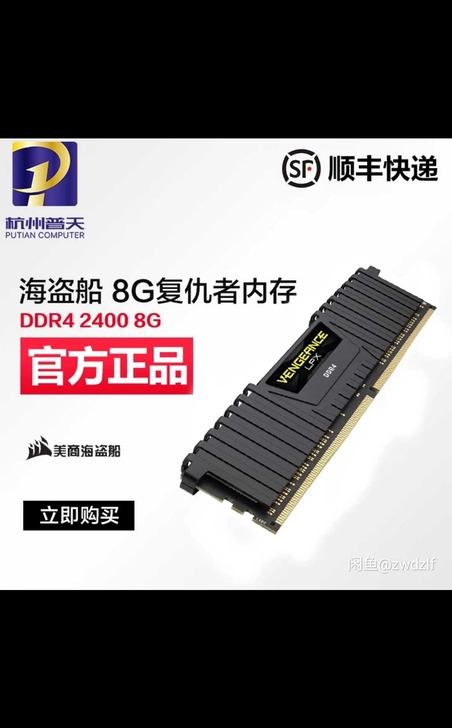 杭州普天
PUTIAN COMPUTER
SF 顺丰快递
海盗船 8G复仇者内存
DDR4 2400 8G
官方正品
VENGEANCE
LPX
DDR4
美商海盗船
立即购买
闲鱼@zwdzlf